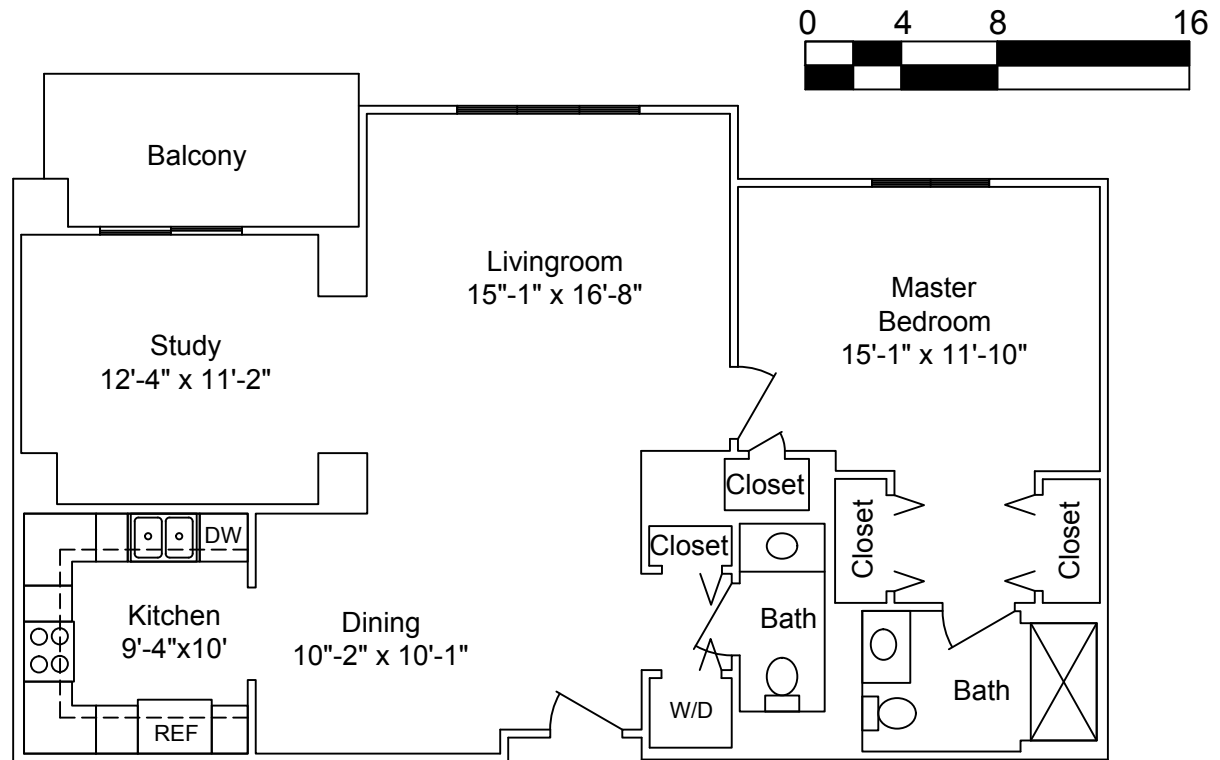 0 4 8 16
Balcony
Livingroom
15"-1" x 16'-8"
Master
Bedroom
15'-1" x 11'-10"
Study
12'-4" x 11'-2"
Closet
Closet
Closet
Closet
DW
Kitchen
9'-4"x10'
Dining
10"-2" x 10'-1"
Bath
Bath
W/D
REF